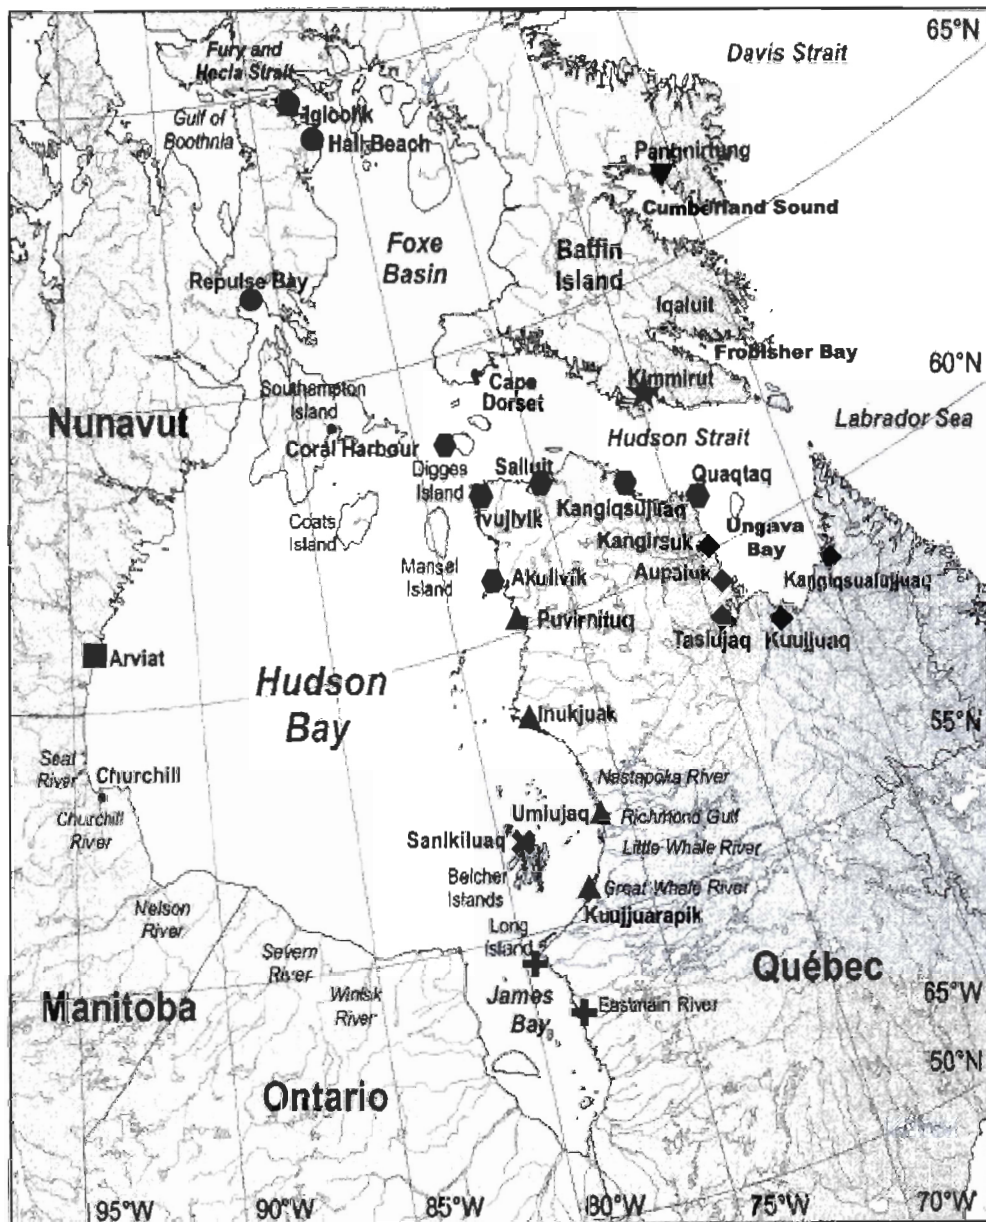 65°N
Davis Strait
Fury and
Hecla Strait
Igloolik
Gulf of
Boothnia
Hall Beach
Pangnirtung
Cumberland Sound
Foxe
Basin
Baffin
Island
Repulse Bay
Iqaluit
Frobisher Bay
60°N
Kimmirut
Cape
Dorset
Southampton
Island
Labrador Sea
Nunavut
Coral Harbour
Hudson Strait
Digges
Island
Salluit
Quaqtaq
Ivujivik
Kangiqsujuaq
Coats
Island
Ungava
Bay
Kangirsuk
Mansel
Island
Akulivik
Aupaluk
Kangiqsualujjuaq
Puvirnituq
Tasiujaq
Kuujjuaq
Arviat
Hudson
Bay
Inukjuak
55°N
Seal
River
Churchill
Nastapoka River
Churchill
River
Umiujaq
Richmond Gulf
Sanikiluaq
Little Whale River
Belcher
Islands
Great Whale River
Nelson
River
Kuujjuarapik
Long
Island
Severn
River
Québec
Manitoba
Winisk
River
James
Bay
Eastmain River
65°W
50°N
Ontario
95°W
90°W
85°W
80°W
75°W
70°W